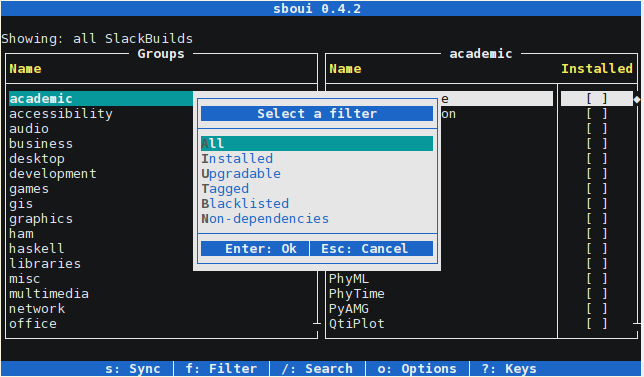 sboui 0.4.2
Showing: all SlackBuilds
Groups
academic
Name
Name Installed
academic
e [ ]
accessibility
on [ ]
audio [ ]
business [ ]
desktop [ ]
development [ ]
games [ ]
gis [ ]
graphics [ ]
ham [ ]
haskell [ ]
libraries [ ]
misc
PhyML [ ]
multimedia
PhyTime [ ]
network
PyAMG [ ]
office
QtiPlot [ ]
Select a filter
All
Installed
Upgradable
Tagged
Blacklisted
Non-dependencies
Enter: Ok Esc: Cancel
s: Sync f: Filter /: Search o: Options ?: Keys